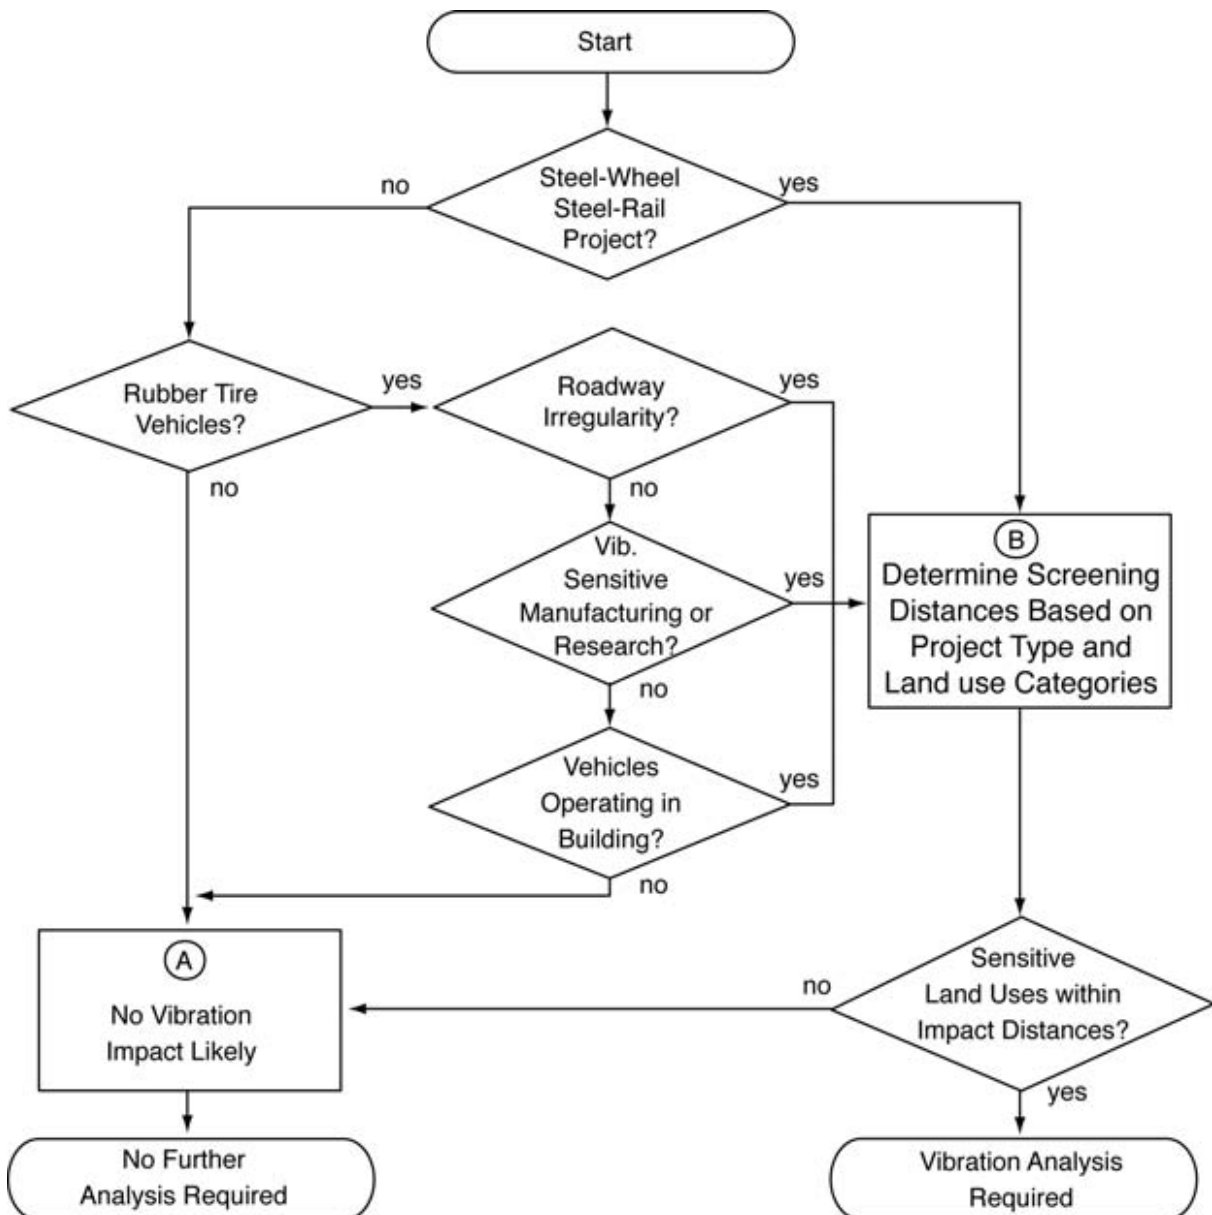 Start
Steel-Wheel
Steel-Rail
Project?
no
yes
Rubber Tire
Vehicles?
yes
no
Roadway
Irregularity?
yes
no
Vib.
Sensitive
Manufacturing or
Research?
yes
no
Vehicles
Operating in
Building?
yes
no
B
Determine Screening
Distances Based on
Project Type and
Land use Categories
Sensitive
Land Uses within
Impact Distances?
no
yes
A
No Vibration
Impact Likely
No Further
Analysis Required
Vibration Analysis
Required